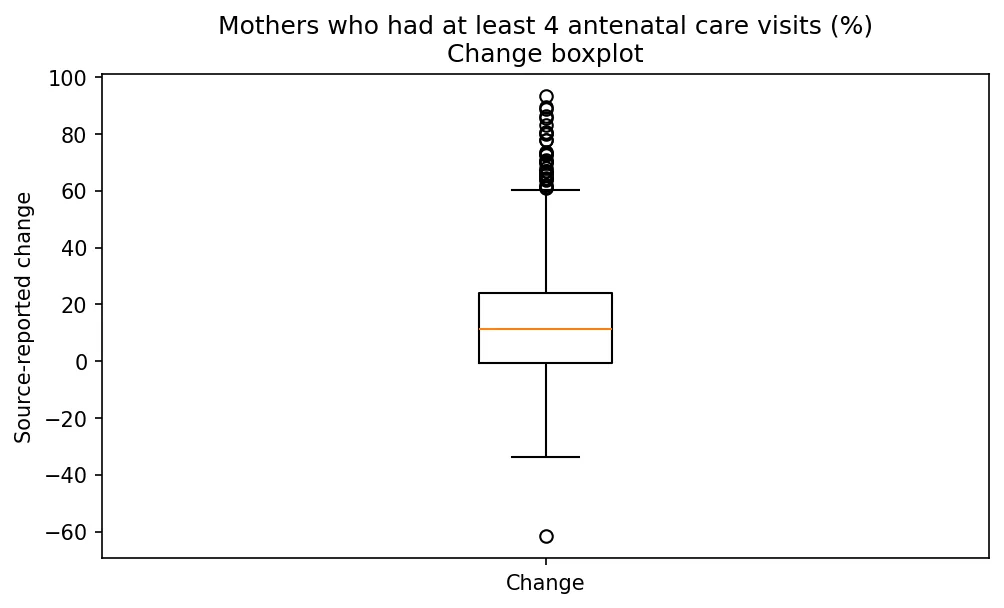 Mothers who had at least 4 antenatal care visits (%)
Change boxplot
Source-reported change
100
80
60
40
20
0
−20
−40
−60
Change